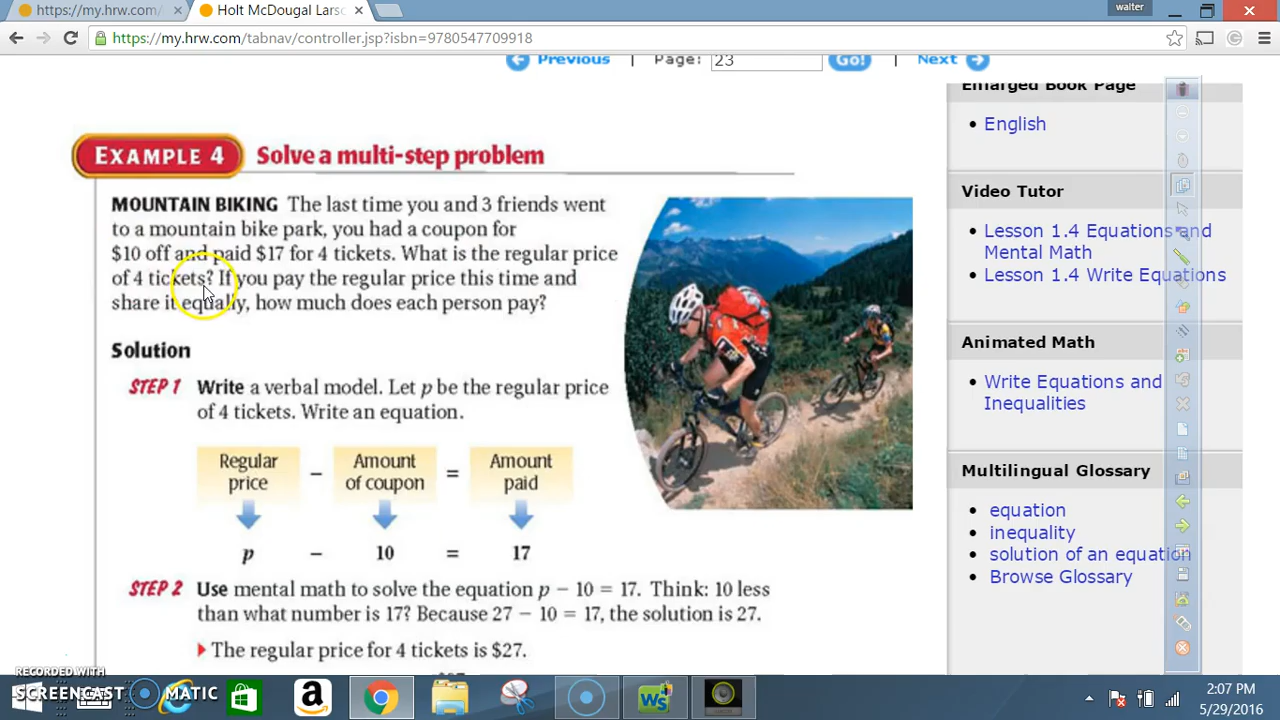 https://my.hrw.com/ × Holt McDougal Larso × walter
https://my.hrw.com/tabnav/controller.jsp?isbn=9780547709918
Previous | Page: 23 Go! | Next
EXAMPLE 4 Solve a multi-step problem
MOUNTAIN BIKING The last time you and 3 friends went
to a mountain bike park, you had a coupon for
$10 off and paid $17 for 4 tickets. What is the regular price
of 4 tickets? If you pay the regular price this time and
share it equally, how much does each person pay?
Solution
STEP 1 Write a verbal model. Let p be the regular price
of 4 tickets. Write an equation.
Regular price − Amount of coupon = Amount paid
p − 10 = 17
STEP 2 Use mental math to solve the equation p − 10 = 17. Think: 10 less
than what number is 17? Because 27 − 10 = 17, the solution is 27.
The regular price for 4 tickets is $27.
Enlarged Book Page
• English
Video Tutor
• Lesson 1.4 Equations and
Mental Math
• Lesson 1.4 Write Equations
Animated Math
• Write Equations and
Inequalities
Multilingual Glossary
• equation
• inequality
• solution of an equation
• Browse Glossary
RECORDED WITH
SCREENCAST MATIC
2:07 PM
5/29/2016